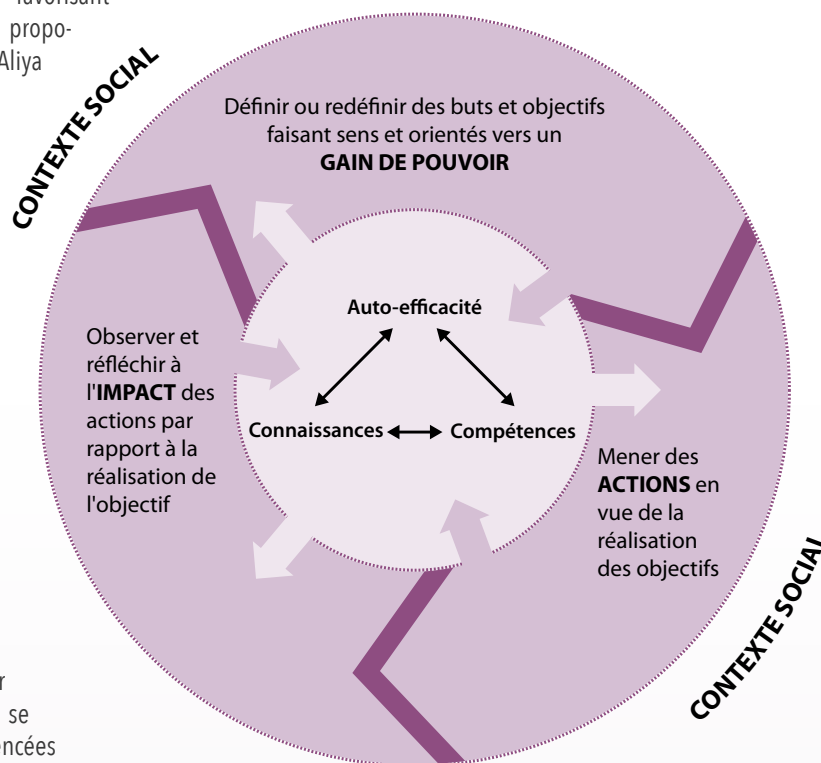 favorisant
propo-
Aliya
CONTEXTE SOCIAL
Définir ou redéfinir des buts et objectifs
faisant sens et orientés vers un
GAIN DE POUVOIR
Auto-efficacité
Connaissances
Compétences
Observer et
réfléchir à
l'IMPACT des
actions par
rapport à la
réalisation de
l'objectif
Mener des
ACTIONS en
vue de la
réalisation
des objectifs
CONTEXTE SOCIAL
r
se
encées